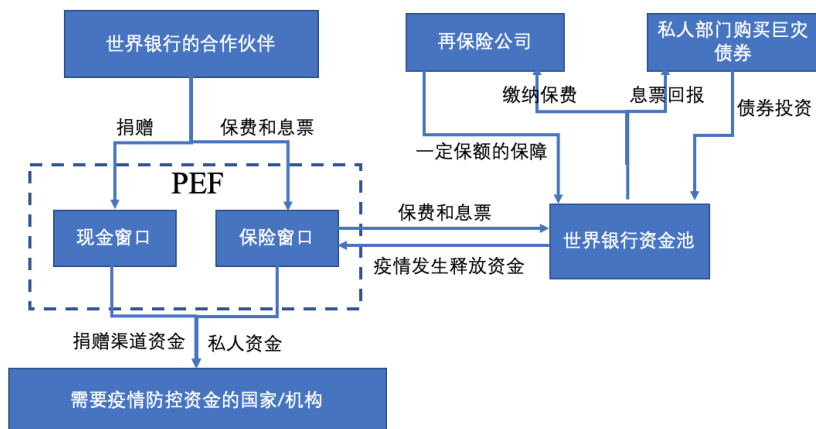 世界银行的合作伙伴
再保险公司
私人部门购买巨灾
债券
缴纳保费
息票回报
捐赠
保费和息票
债券投资
一定保额的保障
PEF
现金窗口
保险窗口
保费和息票
世界银行资金池
疫情发生释放资金
捐赠渠道资金
私人资金
需要疫情防控资金的国家/机构